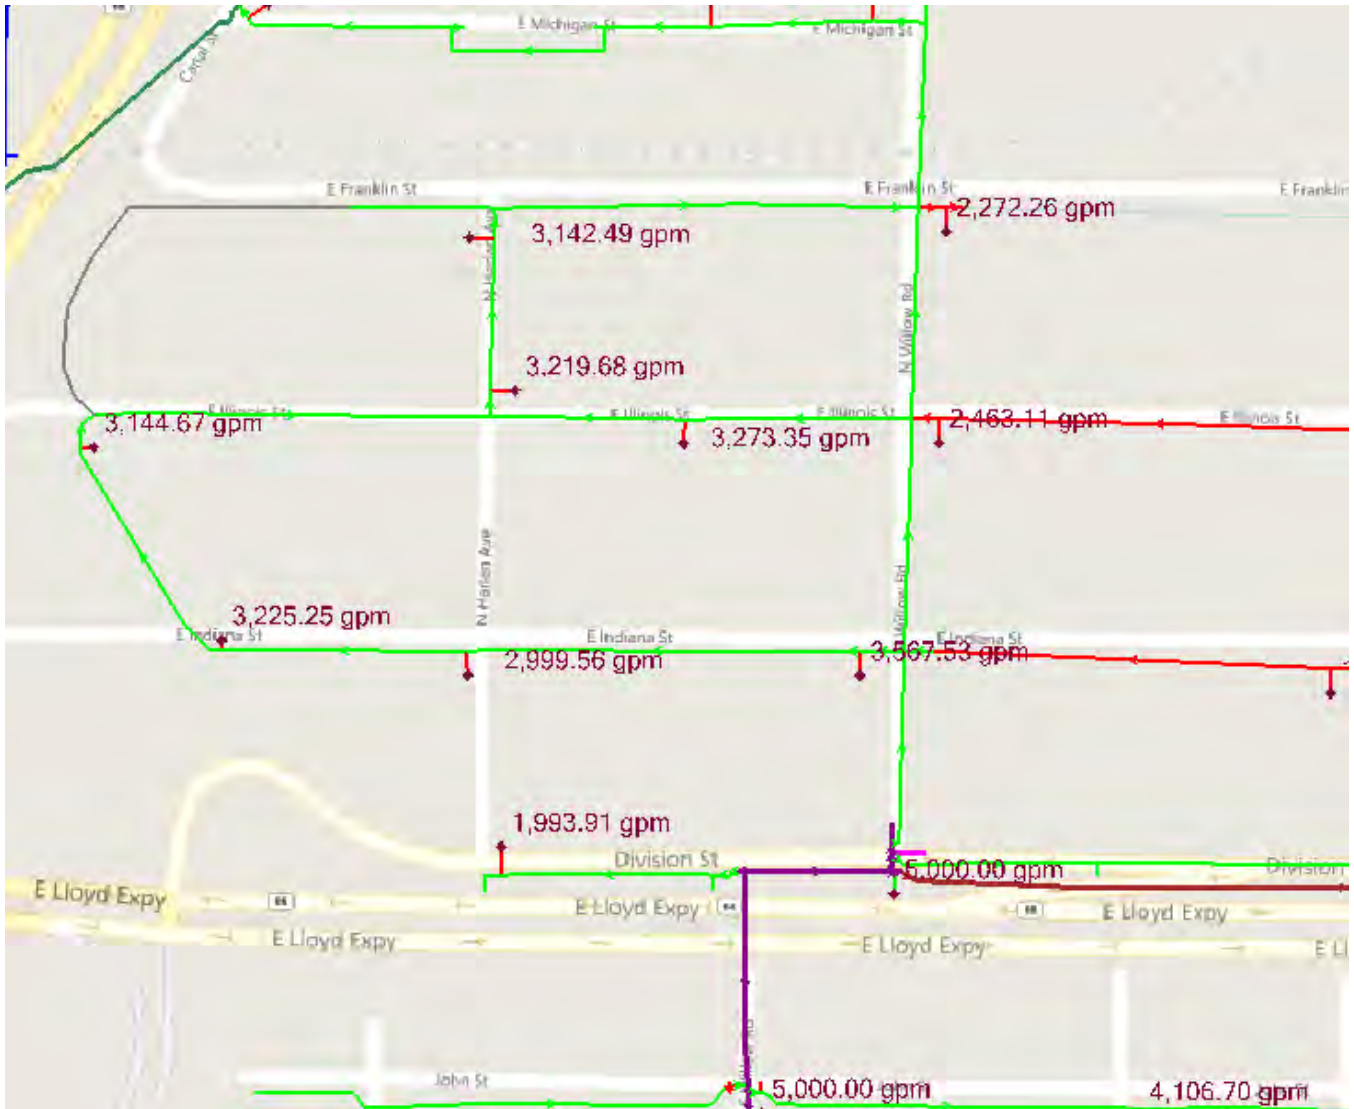 E Michigan St
E Michigan St
Canal St
E Franklin St
E Franklin St
E Franklin
2,272.26 gpm
3,142.49 gpm
N Willow Rd
3,219.68 gpm
E Illinois St
E Illinois St
E Illinois St
E Illinois St
3,144.67 gpm
2,463.11 gpm
3,273.35 gpm
N Harlan Ave
Willow Rd
3,225.25 gpm
E Indiana St
E Indiana St
E Indiana St
2,999.56 gpm
3,567.53 gpm
1,993.91 gpm
Division St
5,000.00 gpm
Division
E Lloyd Expy
E Lloyd Expy
E Lloyd Expy
E Lloyd Expy
E Lloyd Expy
E Ll
John St
5,000.00 gpm
4,106.70 gpm